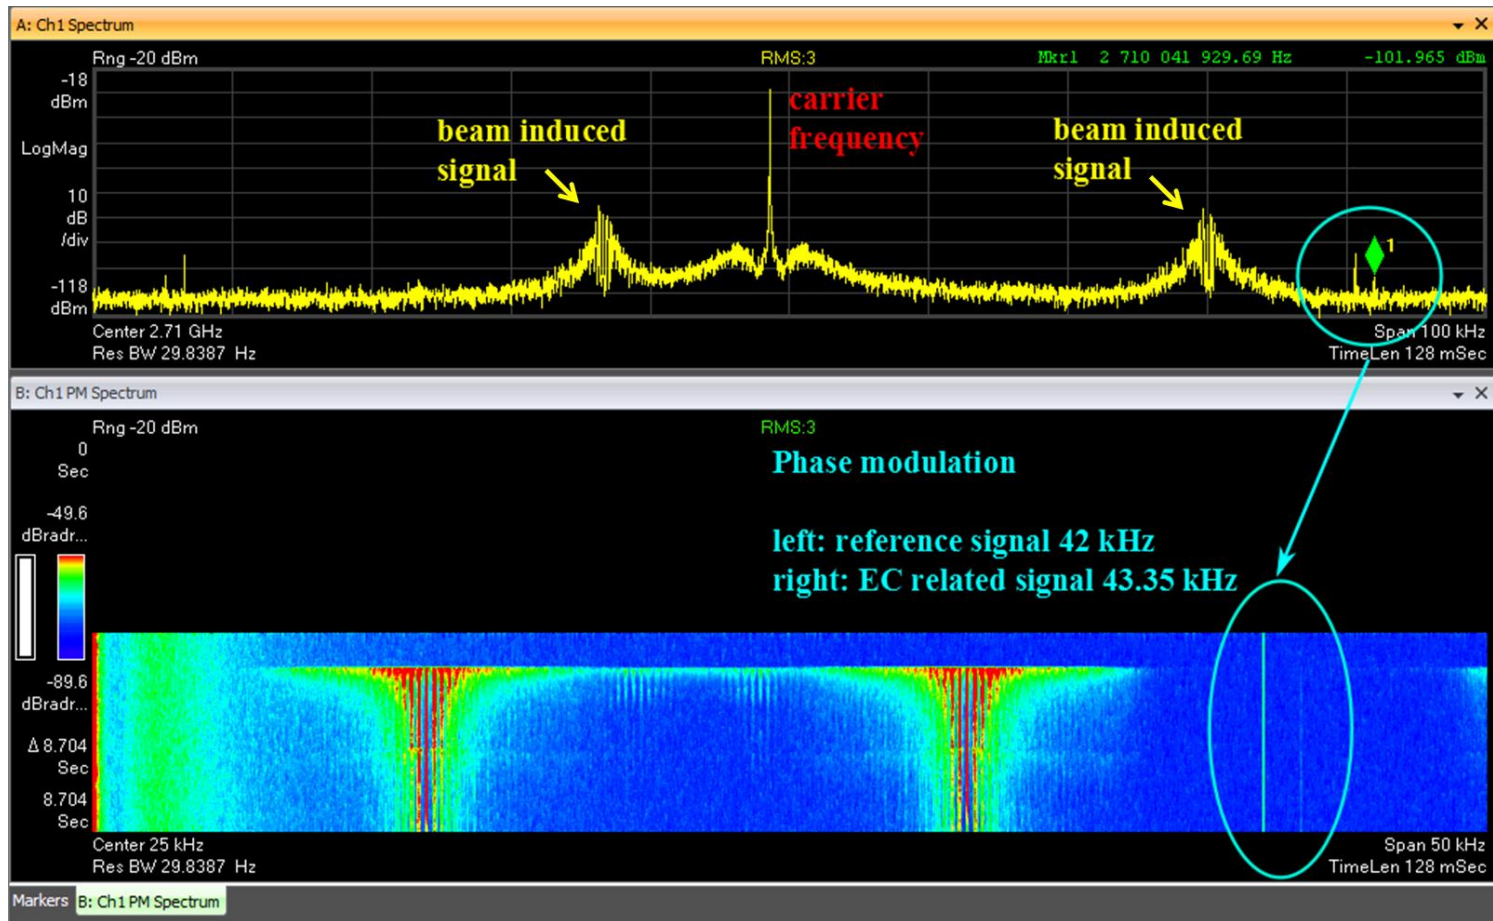 A: Ch1 Spectrum
Rng -20 dBm
RMS:3
Mkr1 2 710 041 929.69 Hz -101.965 dBm
-18
dBm
LogMag
10
dB
/div
-118
dBm
beam induced
signal
carrier
frequency
beam induced
signal
1
Center 2.71 GHz
Span 100 kHz
Res BW 29.8387 Hz
TimeLen 128 mSec
B: Ch1 PM Spectrum
Rng -20 dBm
RMS:3
0
Sec
-49.6
dBradr...
-89.6
dBradr...
Δ 8.704
Sec
8.704
Sec
Phase modulation
left: reference signal 42 kHz
right: EC related signal 43.35 kHz
Center 25 kHz
Span 50 kHz
Res BW 29.8387 Hz
TimeLen 128 mSec
Markers
B: Ch1 PM Spectrum